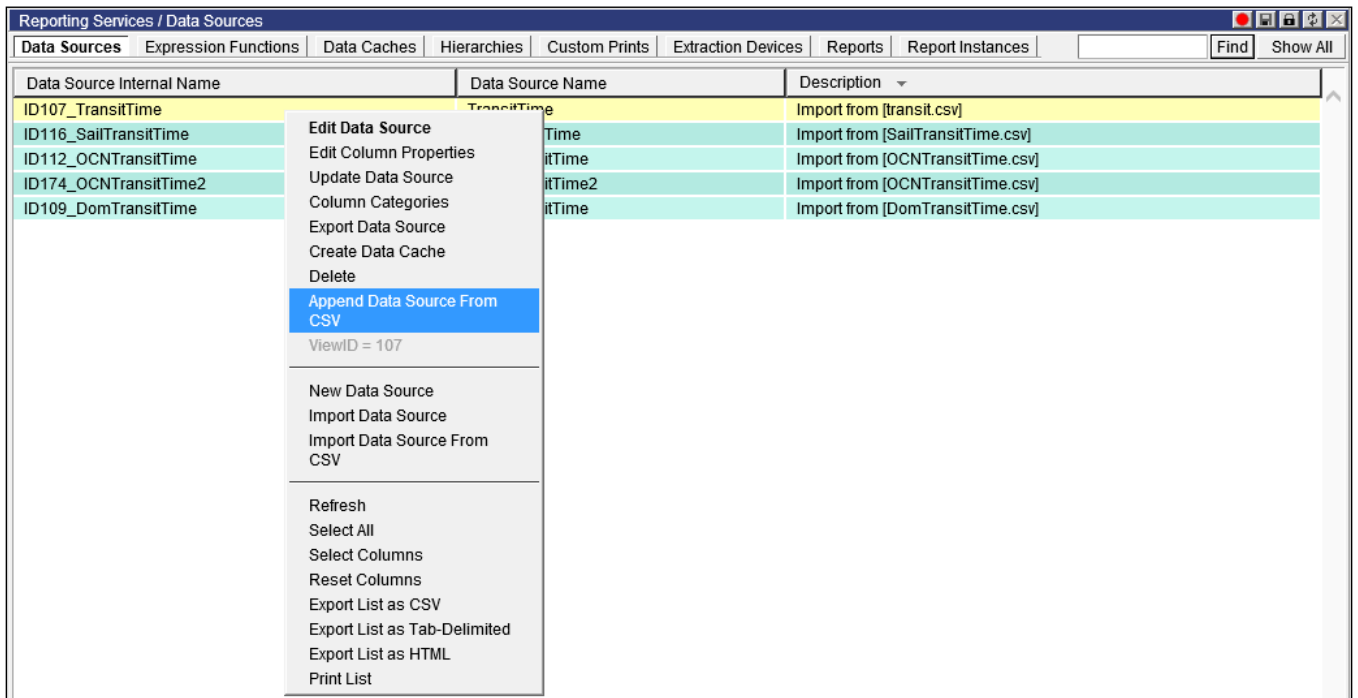 Reporting Services / Data Sources
Data Sources Expression Functions Data Caches Hierarchies Custom Prints Extraction Devices Reports Report Instances Find Show All
Data Source Internal Name Data Source Name Description
ID107_TransitTime TransitTime Import from [transit.csv]
ID116_SailTransitTime Time Import from [SailTransitTime.csv]
ID112_OCNTransitTime itTime Import from [OCNTransitTime.csv]
ID174_OCNTransitTime2 itTime2 Import from [OCNTransitTime.csv]
ID109_DomTransitTime itTime Import from [DomTransitTime.csv]
Edit Data Source
Edit Column Properties
Update Data Source
Column Categories
Export Data Source
Create Data Cache
Delete
Append Data Source From
CSV
ViewID = 107
New Data Source
Import Data Source
Import Data Source From
CSV
Refresh
Select All
Select Columns
Reset Columns
Export List as CSV
Export List as Tab-Delimited
Export List as HTML
Print List